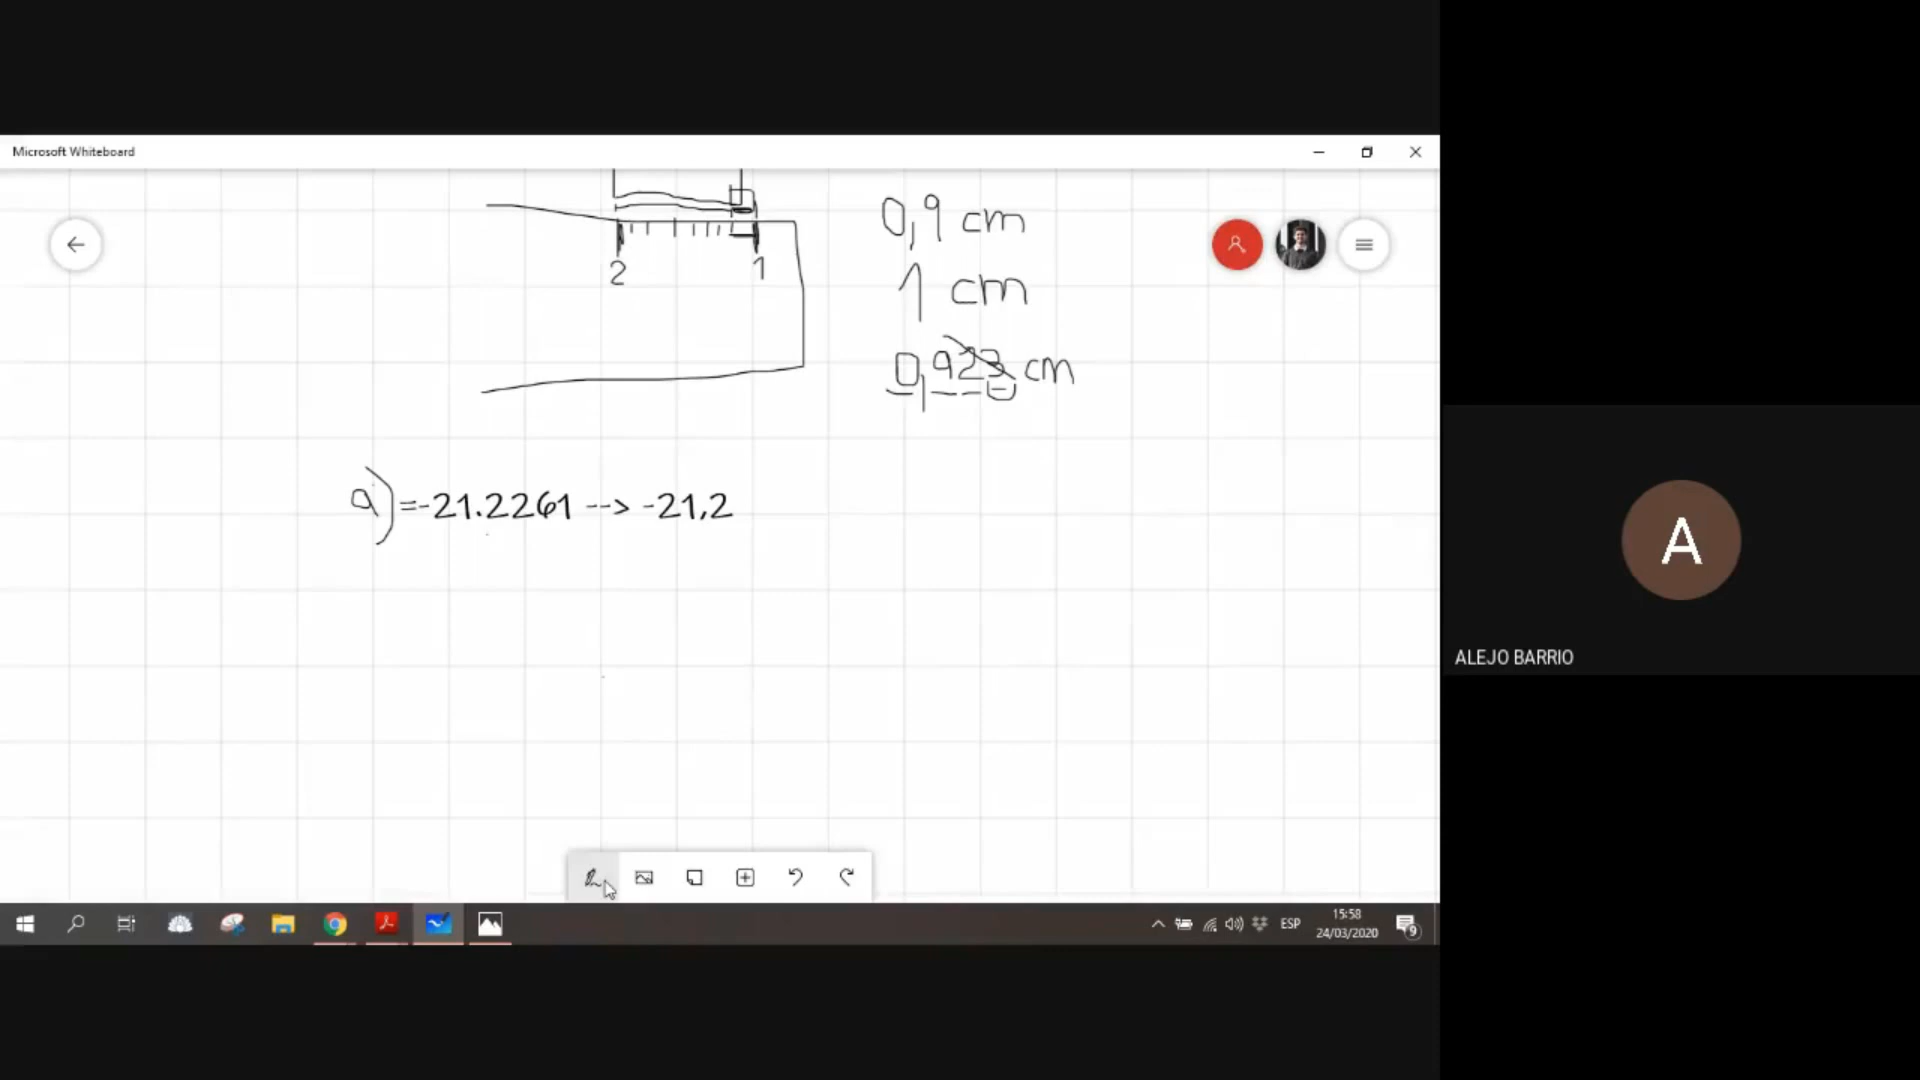 Microsoft Whiteboard
2 1
0,9 cm
1 cm
0,923 cm
a) =-21.2261 --> -21,2
A
ALEJO BARRIO
ESP
15:58
24/03/2020
9